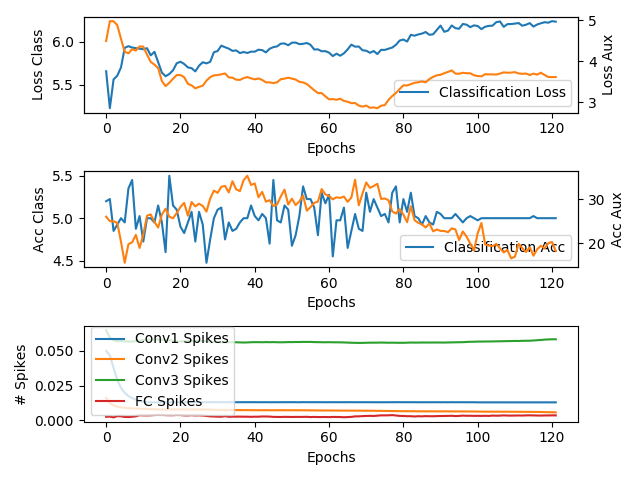 Loss Class
6.0
5.5
5
4
3
Loss Aux
Classification Loss
0 20 40 60 80 100 120
Epochs
Acc Class
5.5
5.0
4.5
30
20
Acc Aux
Classification Acc
0 20 40 60 80 100 120
Epochs
# Spikes
0.050
0.025
0.000
Conv1 Spikes
Conv2 Spikes
Conv3 Spikes
FC Spikes
0 20 40 60 80 100 120
Epochs